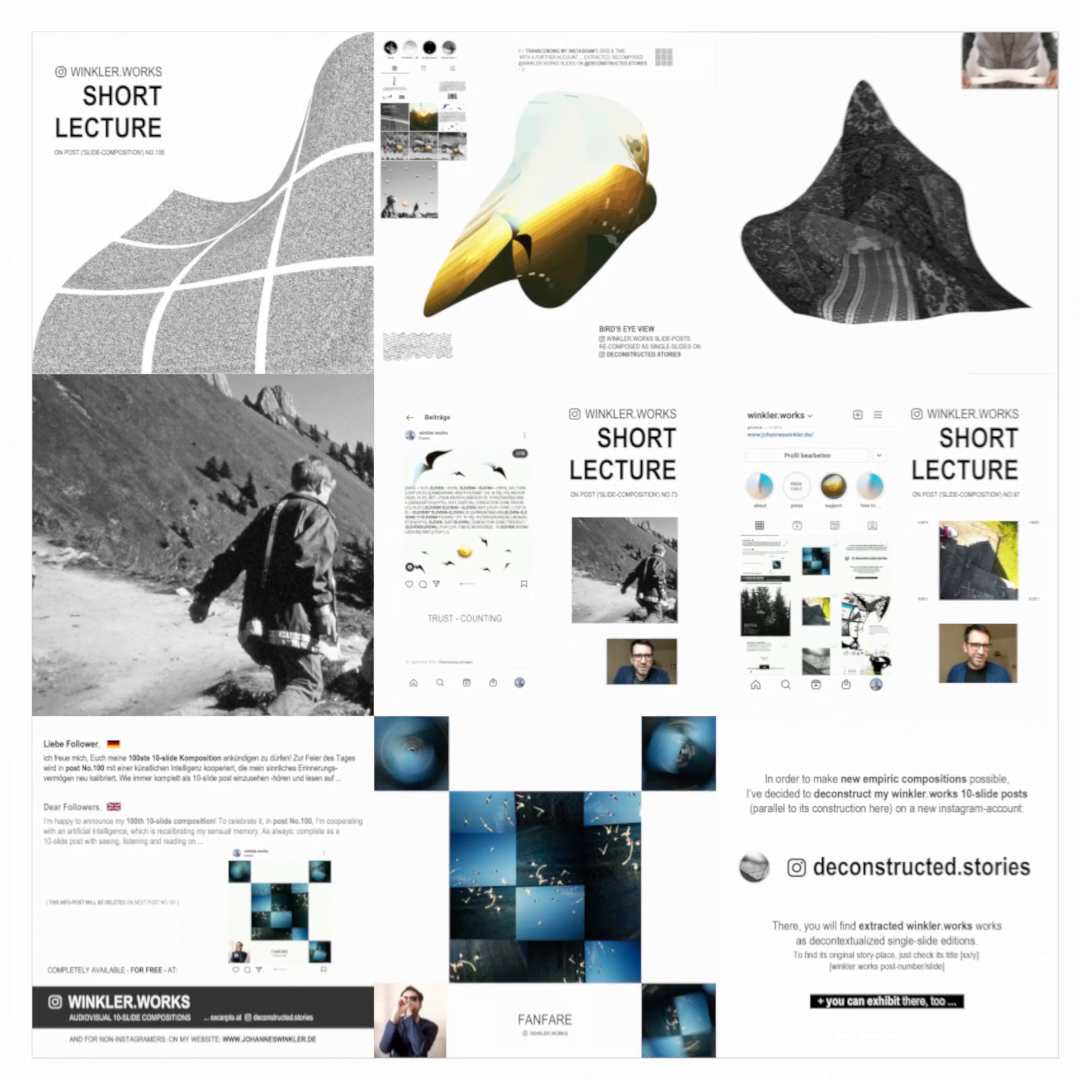 WINKLER.WORKS
SHORT
LECTURE
ON POST ('SLIDE-COMPOSITION') NO.100
TRANSCENDING MY INSTAGRAM'S GRID & TIME
WITH A FURTHER ACCOUNT ... EXTRACTED, RECOMPOSED
@WINKLER.WORKS SLIDES ON @DECONSTRUCTED.STORIES
BIRD'S EYE VIEW
WINKLER.WORKS SLIDE-POSTS
RE-COMPOSED AS SINGLE-SLIDES ON
DECONSTRUCTED.STORIES
Beiträge
winkler.works
TRUST - COUNTING
WINKLER.WORKS
SHORT
LECTURE
ON POST ('SLIDE-COMPOSITION') NO.73
winkler.works
www.johanneswinkler.de/
Profil bearbeiten
about press support how to ...
WINKLER.WORKS
SHORT
LECTURE
ON POST ('SLIDE-COMPOSITION') NO.97
Liebe Follower,
ich freue mich, Euch meine 100ste 10-slide Komposition ankündigen zu dürfen! Zur Feier des Tages
wird in post No.100 mit einer künstlichen Intelligenz kooperiert, die mein sinnliches Erinnerungs-
vermögen neu kalibriert. Wie immer komplett als 10-slide post einzusehen -hören und lesen auf ...
Dear Followers,
I'm happy to announce my 100th 10-slide composition! To celebrate it, in post No.100, I'm cooperating
with an artificial intelligence, which is recalibrating my sensual memory. As always: complete as a
10-slide post with seeing, listening and reading on ...
[ THIS INFO-POST WILL BE DELETED ON NEXT POST NO.101 ]
FANFARE
COMPLETELY AVAILABLE - FOR FREE - AT:
WINKLER.WORKS
AUDIOVISUAL 10-SLIDE COMPOSITIONS ... excerpts at deconstructed.stories
AND FOR NON-INSTAGRAMERS: ON MY WEBSITE: WWW.JOHANNESWINKLER.DE
FANFARE
WINKLER.WORKS
In order to make new empiric compositions possible,
I've decided to deconstruct my winkler.works 10-slide posts
(parallel to its construction here) on a new instagram-account:
deconstructed.stories
There, you will find extracted winkler.works works
as decontextualized single-slide editions.
To find its original story-place, just check its title [xx/y]:
[winkler.works post-number/slide]
+ you can exhibit there, too ...